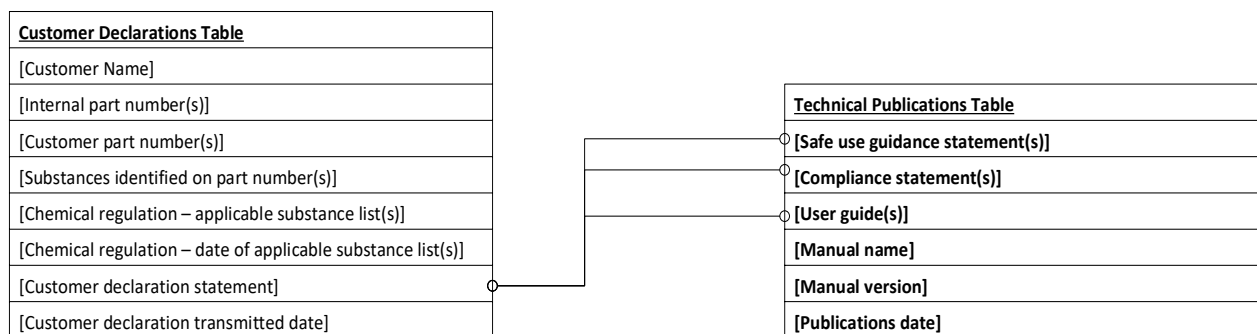 Customer Declarations Table
[Customer Name]
[Internal part number(s)]
[Customer part number(s)]
[Substances identified on part number(s)]
[Chemical regulation – applicable substance list(s)]
[Chemical regulation – date of applicable substance list(s)]
[Customer declaration statement]
[Customer declaration transmitted date]
Technical Publications Table
[Safe use guidance statement(s)]
[Compliance statement(s)]
[User guide(s)]
[Manual name]
[Manual version]
[Publications date]